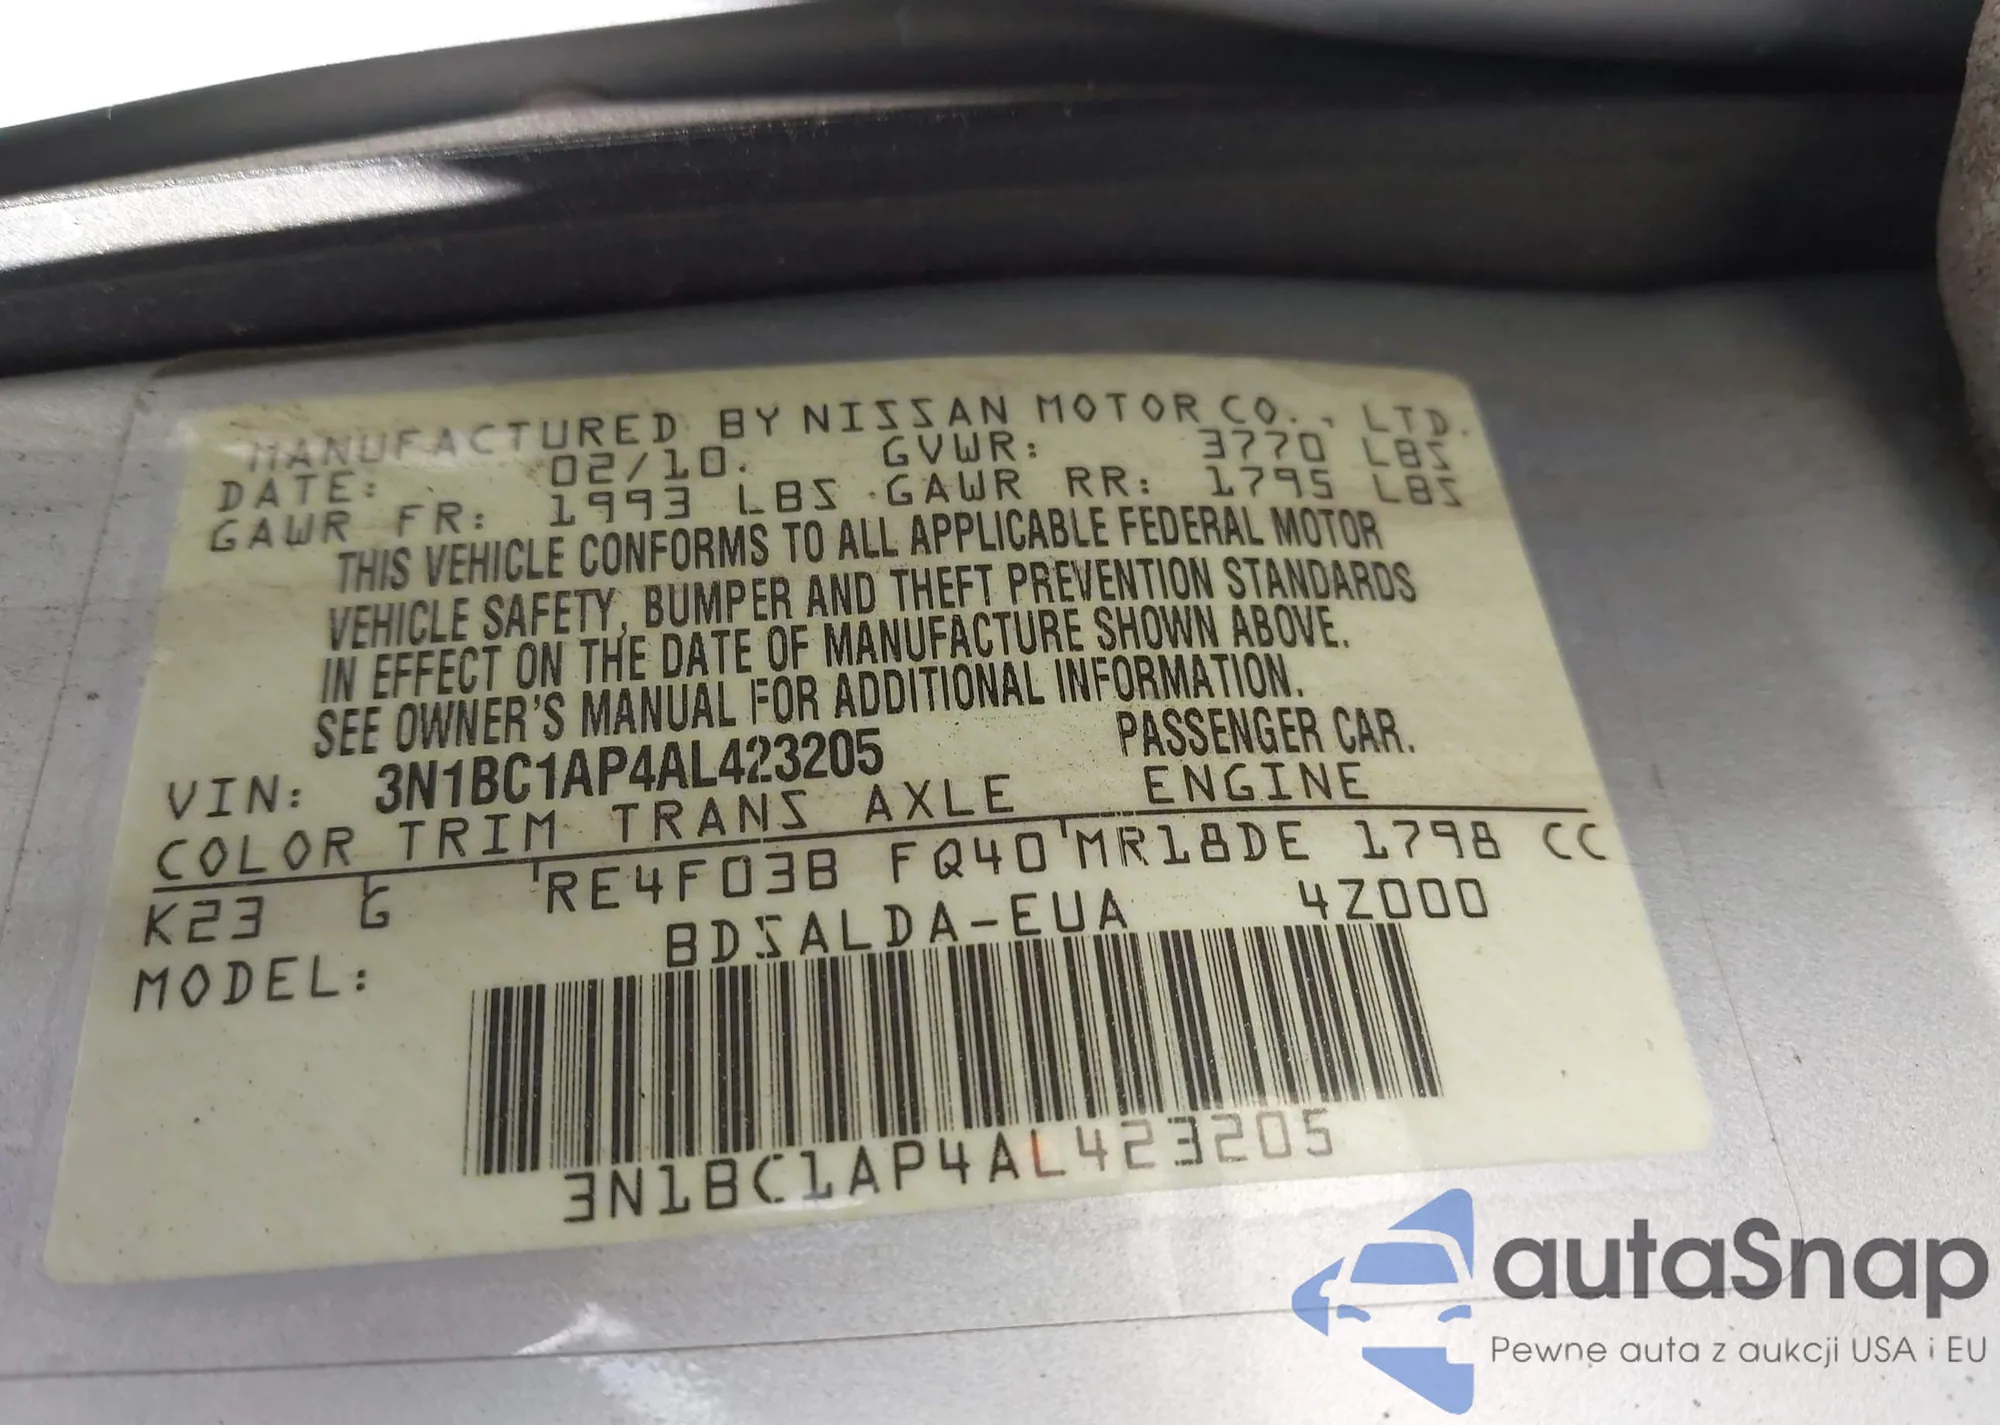 MANUFACTURED BY NISSAN MOTOR CO., LTD.
DATE: 02/10. GVWR: 3770 LBS
GAWR FR: 1993 LBS GAWR RR: 1795 LBS
THIS VEHICLE CONFORMS TO ALL APPLICABLE FEDERAL MOTOR
VEHICLE SAFETY, BUMPER AND THEFT PREVENTION STANDARDS
IN EFFECT ON THE DATE OF MANUFACTURE SHOWN ABOVE.
SEE OWNER'S MANUAL FOR ADDITIONAL INFORMATION.
VIN: 3N1BC1AP4AL423205 PASSENGER CAR.
COLOR TRIM TRANS AXLE ENGINE
K23 G RE4F03B FQ40 MR18DE 1798 CC
MODEL: BDSALDA-EUA 4Z000
3N1BC1AP4AL423205
autaSnap
Pewne auta z aukcji USA i EU